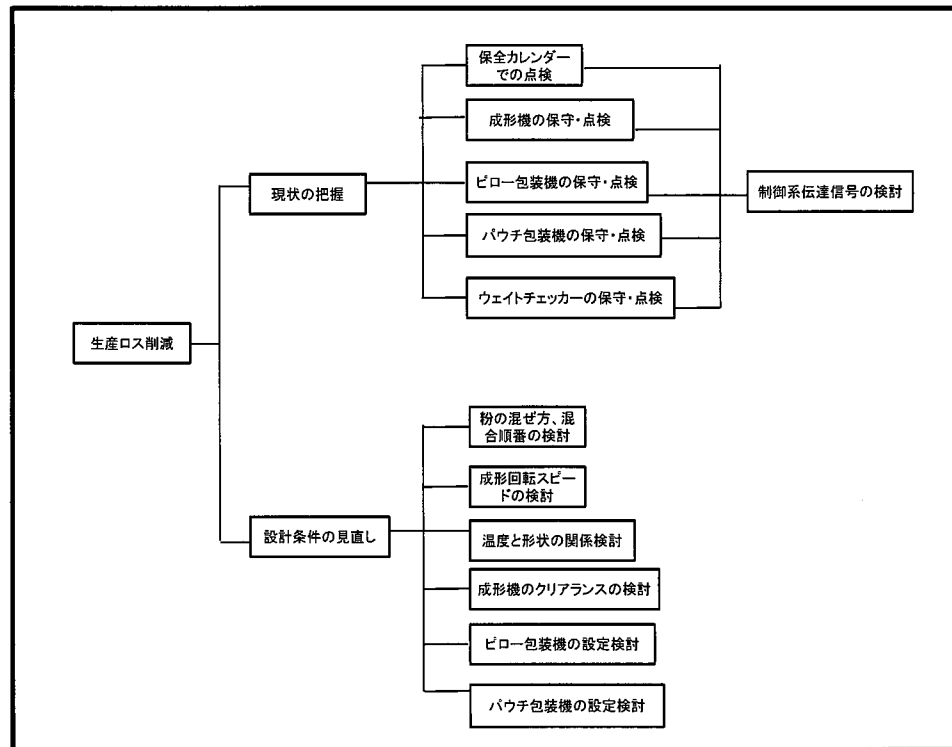 生産ロス削減
現状の把握
保全カレンダー
での点検
成形機の保守・点検
ピロー包装機の保守・点検
パウチ包装機の保守・点検
ウェイトチェッカーの保守・点検
制御系伝達信号の検討
設計条件の見直し
粉の混ぜ方、混
合順番の検討
成形回転スピー
ドの検討
温度と形状の関係検討
成形機のクリアランスの検討
ピロー包装機の設定検討
パウチ包装機の設定検討